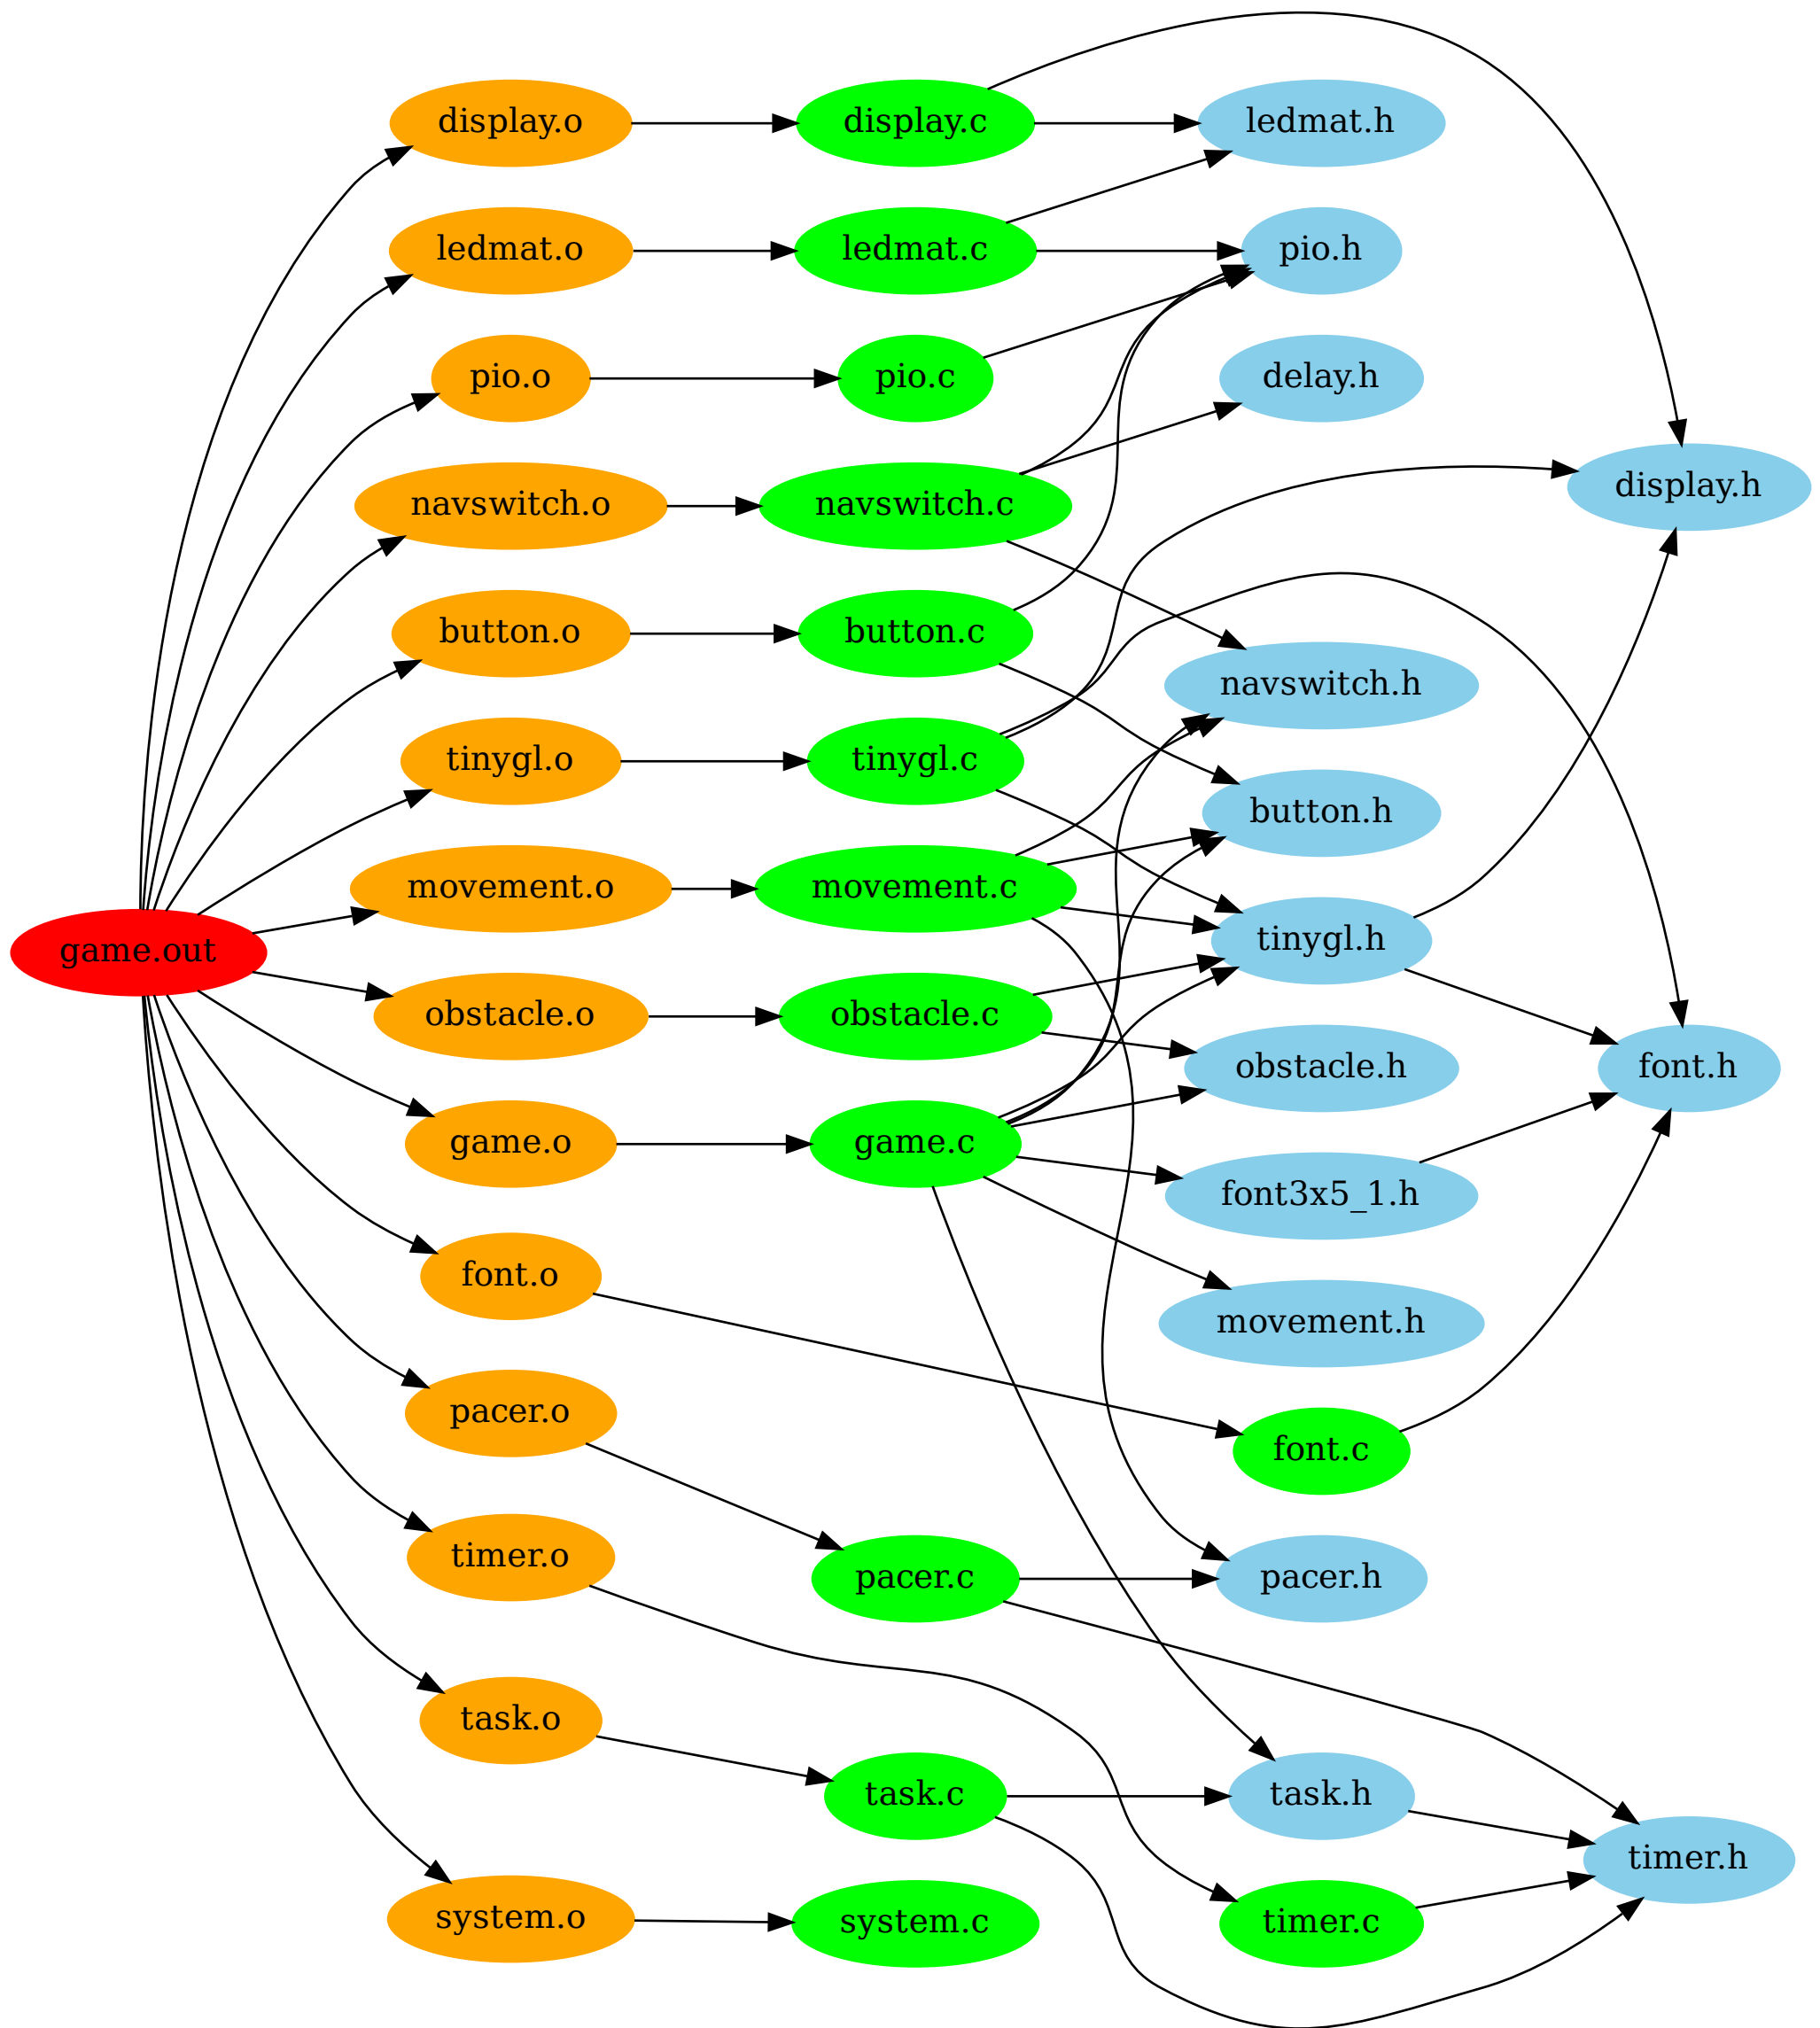 game.out
display.o
ledmat.o
pio.o
navswitch.o
button.o
tinygl.o
movement.o
obstacle.o
game.o
font.o
pacer.o
timer.o
task.o
system.o
display.c
ledmat.c
pio.c
navswitch.c
button.c
tinygl.c
movement.c
obstacle.c
game.c
pacer.c
task.c
system.c
ledmat.h
pio.h
delay.h
navswitch.h
button.h
tinygl.h
obstacle.h
font3x5_1.h
movement.h
font.c
pacer.h
task.h
timer.c
display.h
font.h
timer.h